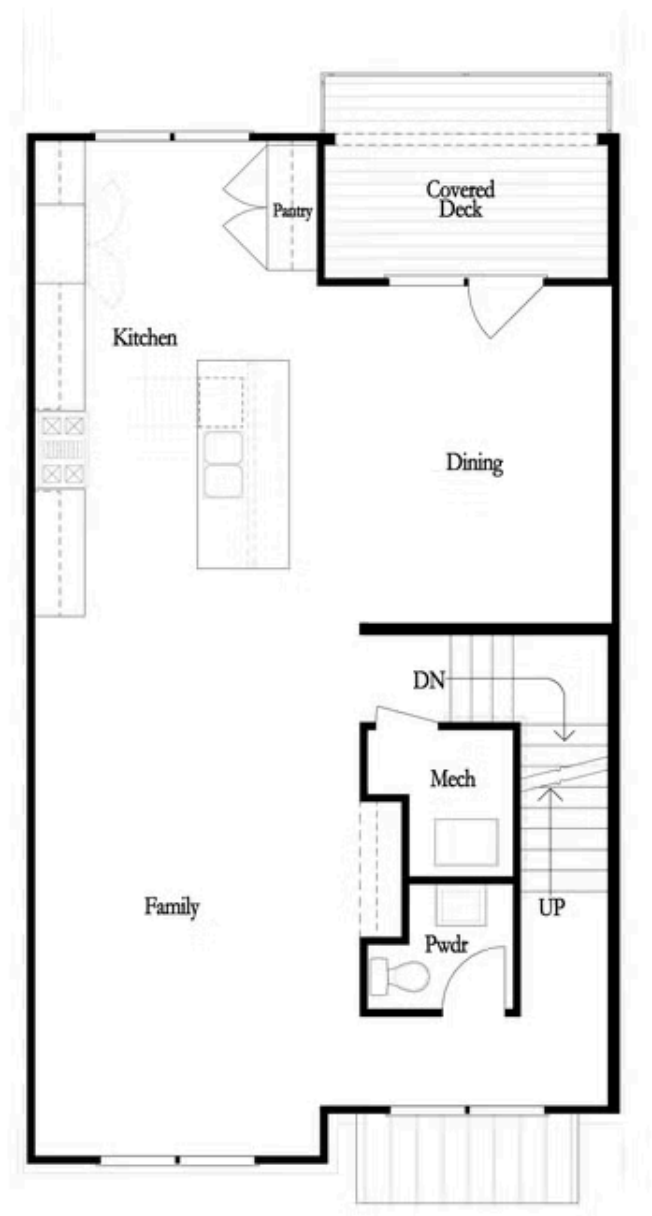 Covered
Deck
Pantry
Kitchen
Dining
DN
Mech
Family
UP
Pwdr